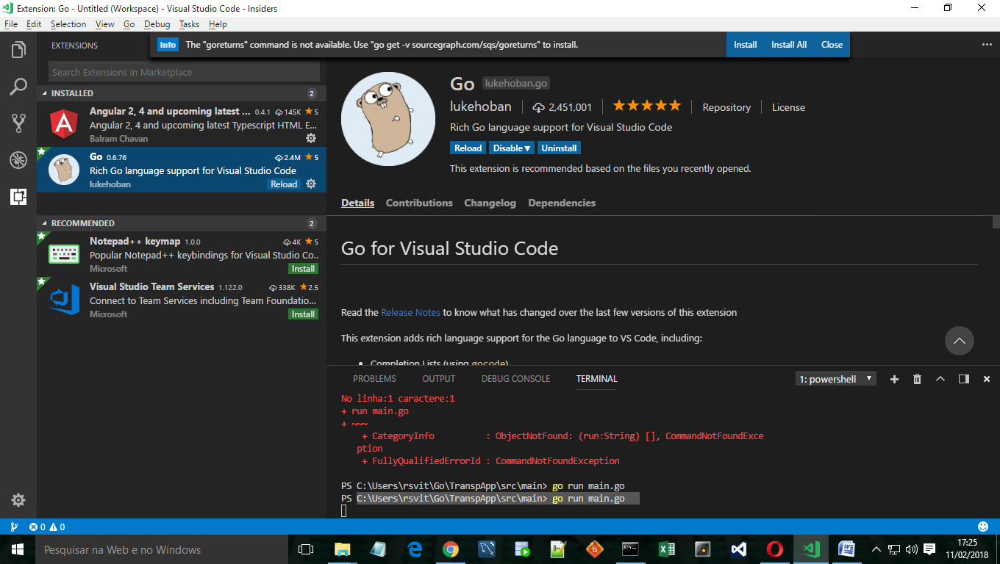 Extension: Go - Untitled (Workspace) - Visual Studio Code - Insiders
File Edit Selection View Go Debug Tasks Help
EXTENSIONS
Info The "goreturns" command is not available. Use "go get -v sourcegraph.com/sqs/goreturns" to install. Install Install All Close
Search Extensions in Marketplace
INSTALLED 2
Angular 2, 4 and upcoming latest ... 0.4.1 145K 5
Angular 2, 4 and upcoming latest Typescript HTML E...
Balram Chavan
Go 0.6.76 2.4M 5
Rich Go language support for Visual Studio Code
lukehoban Reload
RECOMMENDED 2
Notepad++ keymap 1.0.0 4K 5
Popular Notepad++ keybindings for Visual Studio Co..
Microsoft Install
Visual Studio Team Services 1.122.0 338K 2.5
Connect to Team Services including Team Foundatio...
Microsoft Install
Go lukehoban.go
lukehoban 2,451,001 Repository License
Rich Go language support for Visual Studio Code
Reload Disable Uninstall
This extension is recommended based on the files you recently opened.
Details Contributions Changelog Dependencies
Go for Visual Studio Code
Read the Release Notes to know what has changed over the last few versions of this extension
This extension adds rich language support for the Go language to VS Code, including:
• Completion Lists (using gocode)
PROBLEMS OUTPUT DEBUG CONSOLE TERMINAL 1: powershell
No linha:1 caractere:1
+ run main.go
+ ~~~
+ CategoryInfo : ObjectNotFound: (run:String) [], CommandNotFoundExce
ption
+ FullyQualifiedErrorId : CommandNotFoundException
PS C:\Users\rsvit\Go\TranspApp\src\main> go run main.go
PS C:\Users\rsvit\Go\TranspApp\src\main> go run main.go
0 0
Pesquisar na Web e no Windows
17:25
11/02/2018